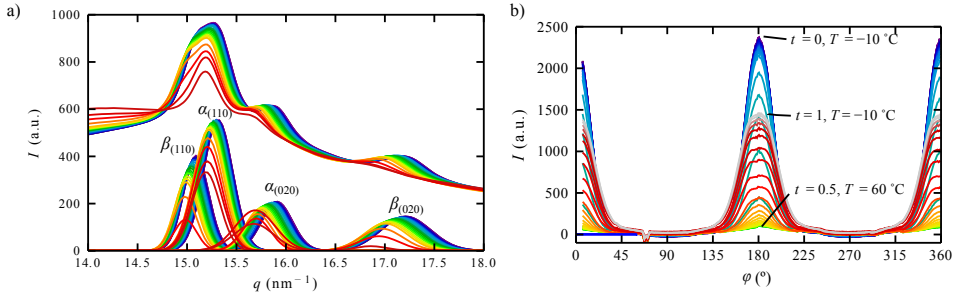 a)
I (a.u.)
1000
800
600
400
200
0
α(110)
β(110)
α(020)
β(020)
14.0 14.5 15.0 15.5 16.0 16.5 17.0 17.5 18.0
q (nm⁻¹)
b)
I (a.u.)
2500
2000
1500
1000
500
0
t = 0, T = −10 ˚C
t = 1, T = −10 ˚C
t = 0.5, T = 60 ˚C
0 45 90 135 180 225 270 315 360
φ (º)